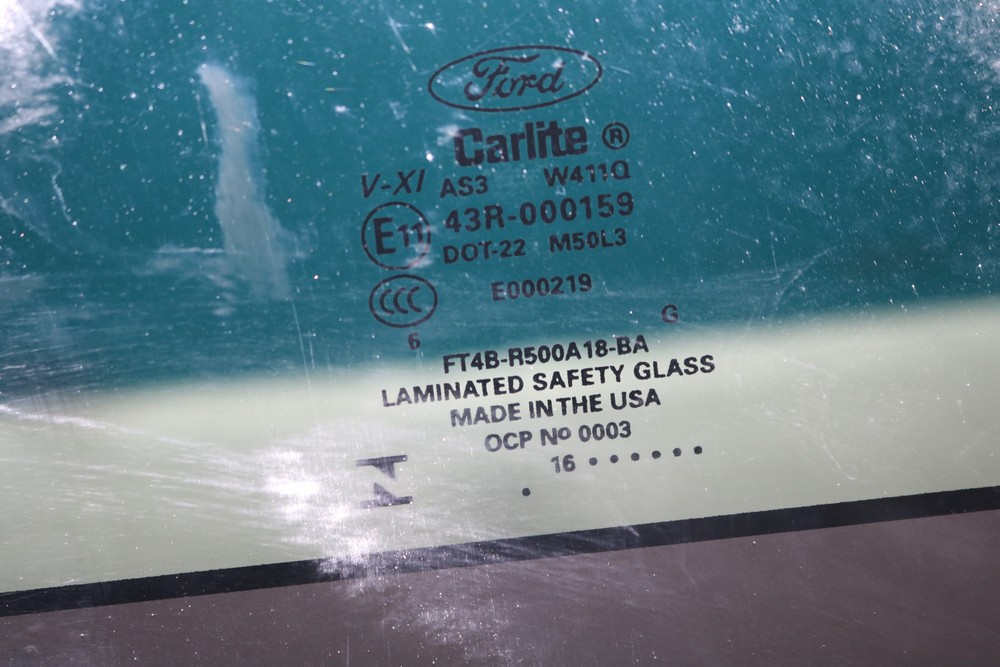 Ford
Carlite ®
V-XI AS3 W411Q
E11 43R-000159
DOT-22 M50L3
CCC E000219
6 G
FT4B-R500A18-BA
LAMINATED SAFETY GLASS
MADE IN THE USA
OCP Nº 0003
16 • • • • • •
•